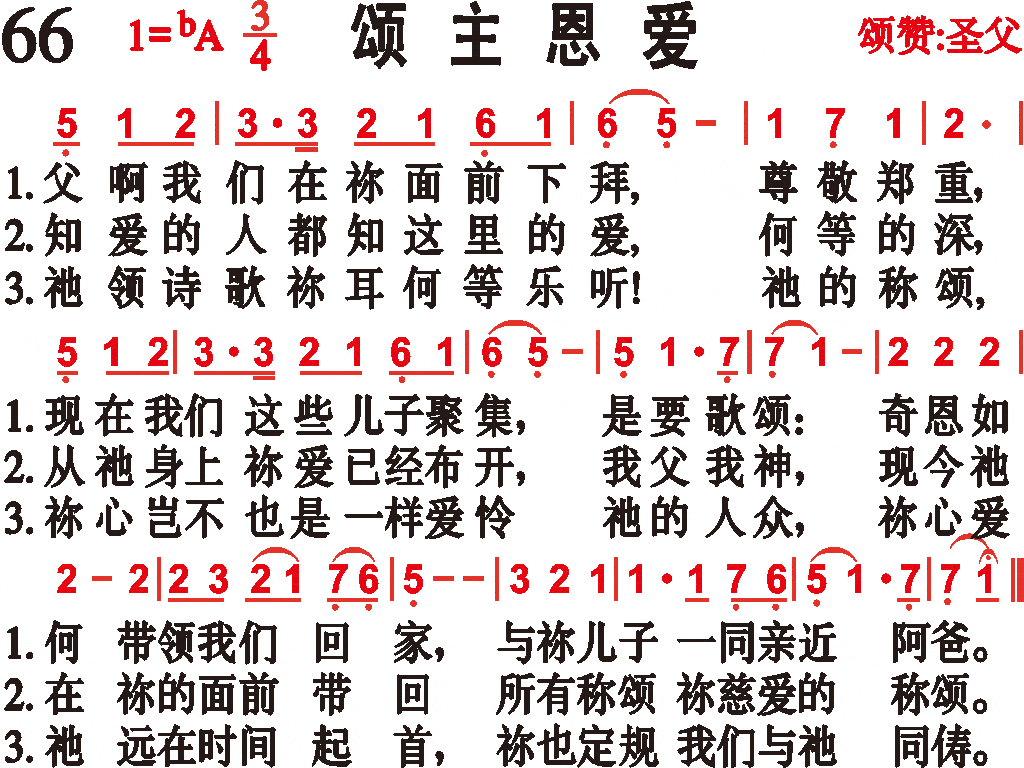 66 1=ᵇA 3/4 颂主恩爱 颂赞:圣父
5 1 2 | 3 · 3 2 1 6 1 | 6 5 - | 1 7 1 | 2 · |
1.父 啊我们在祢面前下拜, 尊敬郑重,
2.知 爱的人都知这里的爱, 何等的深,
3.祂 领诗歌祢耳何等乐听! 祂的称颂,
5 1 2 | 3 · 3 2 1 6 1 | 6 5 - | 5 1 · 7 | 7 1 - | 2 2 2 |
1.现在我们 这些儿子聚集, 是要歌颂: 奇恩如
2.从祂身上 祢爱已经布开, 我父我神, 现今祂
3.祢心岂不 也是一样爱怜 祂的人众, 祢心爱
2 - 2 | 2 3 2 1 7 6 | 5 - - | 3 2 1 | 1 · 1 7 6 | 5 1 · 7 | 7 1
1.何 带领我们 回 家, 与祢儿子 一同亲近 阿爸。
2.在 祢的面前 带 回 所有称颂 祢慈爱的 称颂。
3.祂 远在时间 起 首, 祢也定规 我们与祂 同俦。